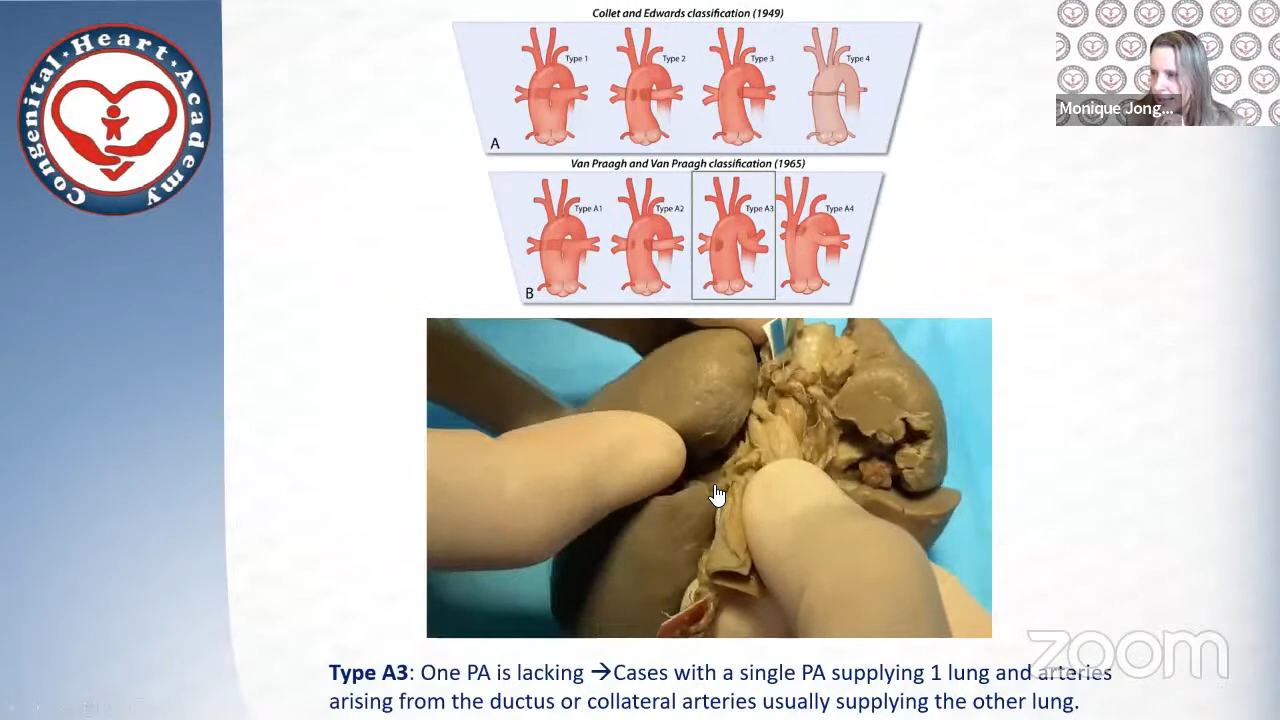 Congenital · Heart · Academy
Collet and Edwards classification (1949)
Type 1
Type 2
Type 3
Type 4
A
Van Praagh and Van Praagh classification (1965)
Type A1
Type A2
Type A3
Type A4
B
Monique Jong...
zoom
Type A3: One PA is lacking →Cases with a single PA supplying 1 lung and arteries
arising from the ductus or collateral arteries usually supplying the other lung.